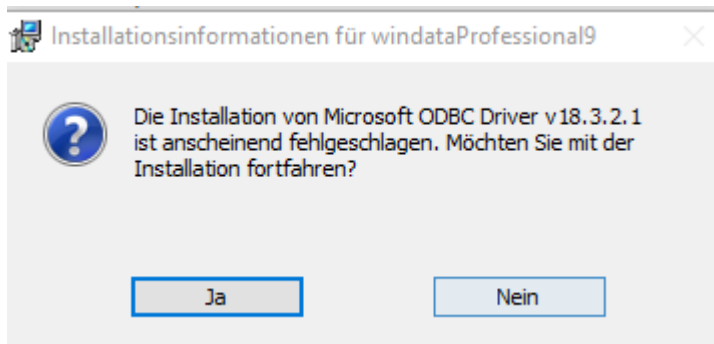 Installationsinformationen für windataProfessional9
Die Installation von Microsoft ODBC Driver v18.3.2.1
ist anscheinend fehlgeschlagen. Möchten Sie mit der
Installation fortfahren?
Ja
Nein